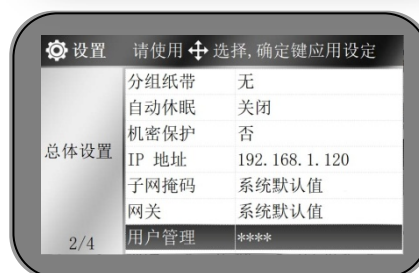 设置 请使用 选择,确定键应用设定
分组纸带 无
自动休眠 关闭
机密保护 否
总体设置
IP 地址 192.168.1.120
子网掩码 系统默认值
网关 系统默认值
2/4
用户管理 ****